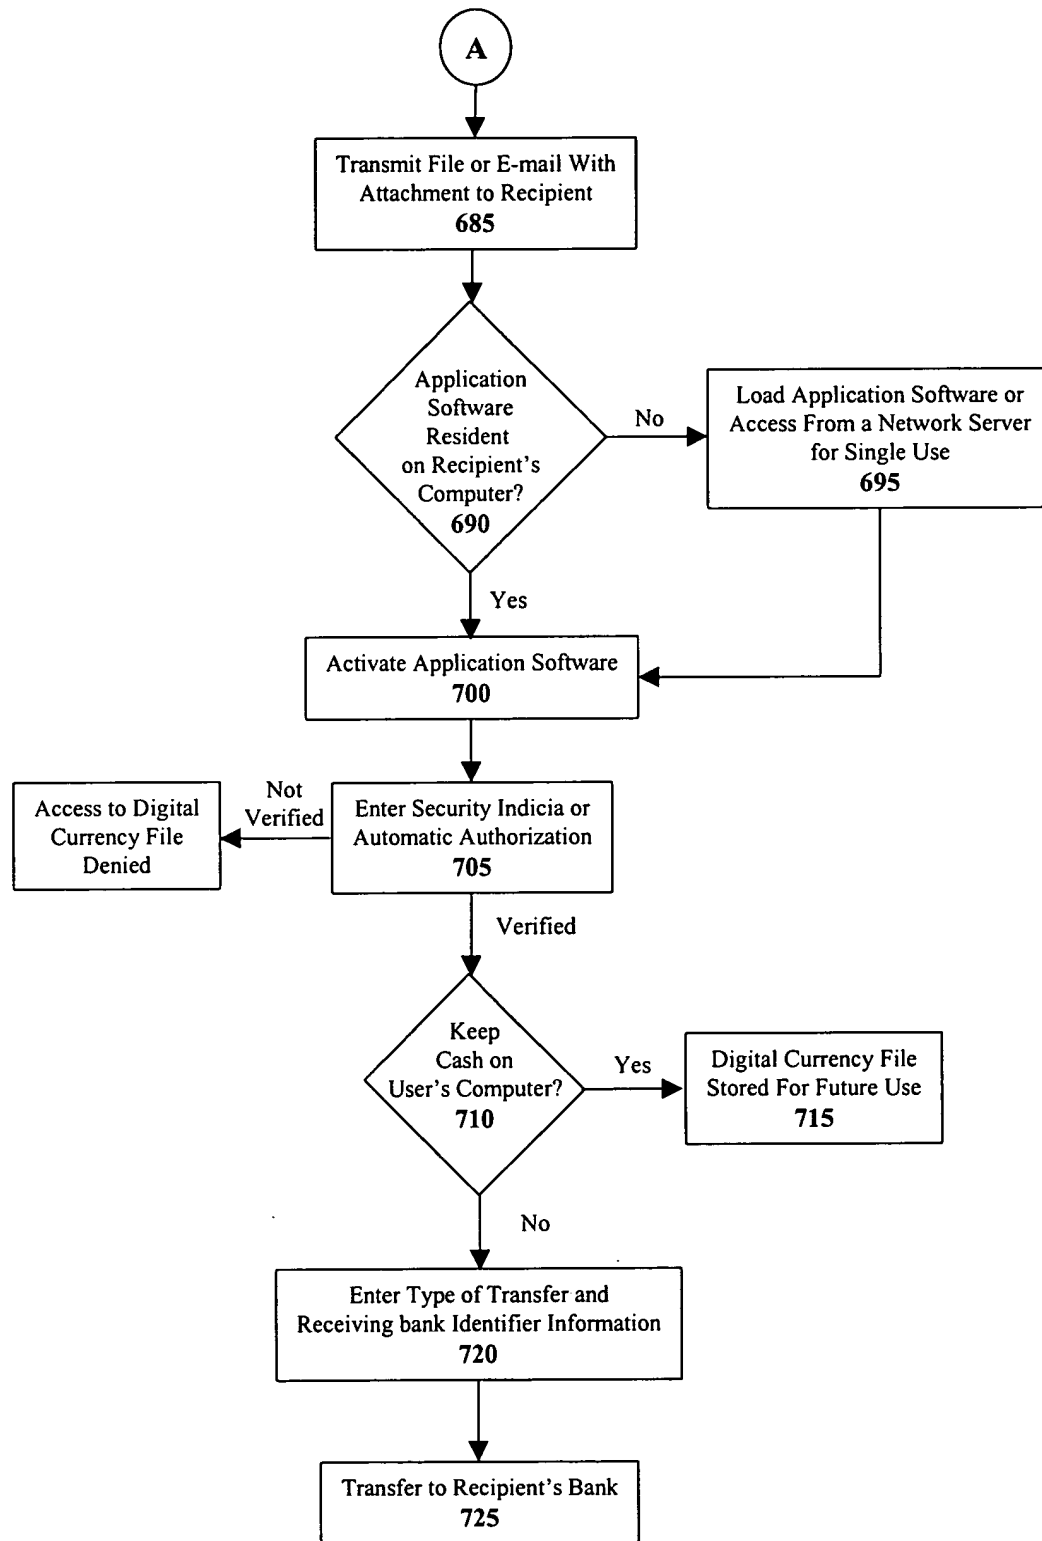 A
Transmit File or E-mail With
Attachment to Recipient
685
Application
Software
Resident
on Recipient's
Computer?
690
No
Load Application Software or
Access From a Network Server
for Single Use
695
Yes
Activate Application Software
700
Not
Verified
Access to Digital
Currency File
Denied
Enter Security Indicia or
Automatic Authorization
705
Verified
Keep
Cash on
User's Computer?
710
Yes
Digital Currency File
Stored For Future Use
715
No
Enter Type of Transfer and
Receiving bank Identifier Information
720
Transfer to Recipient's Bank
725